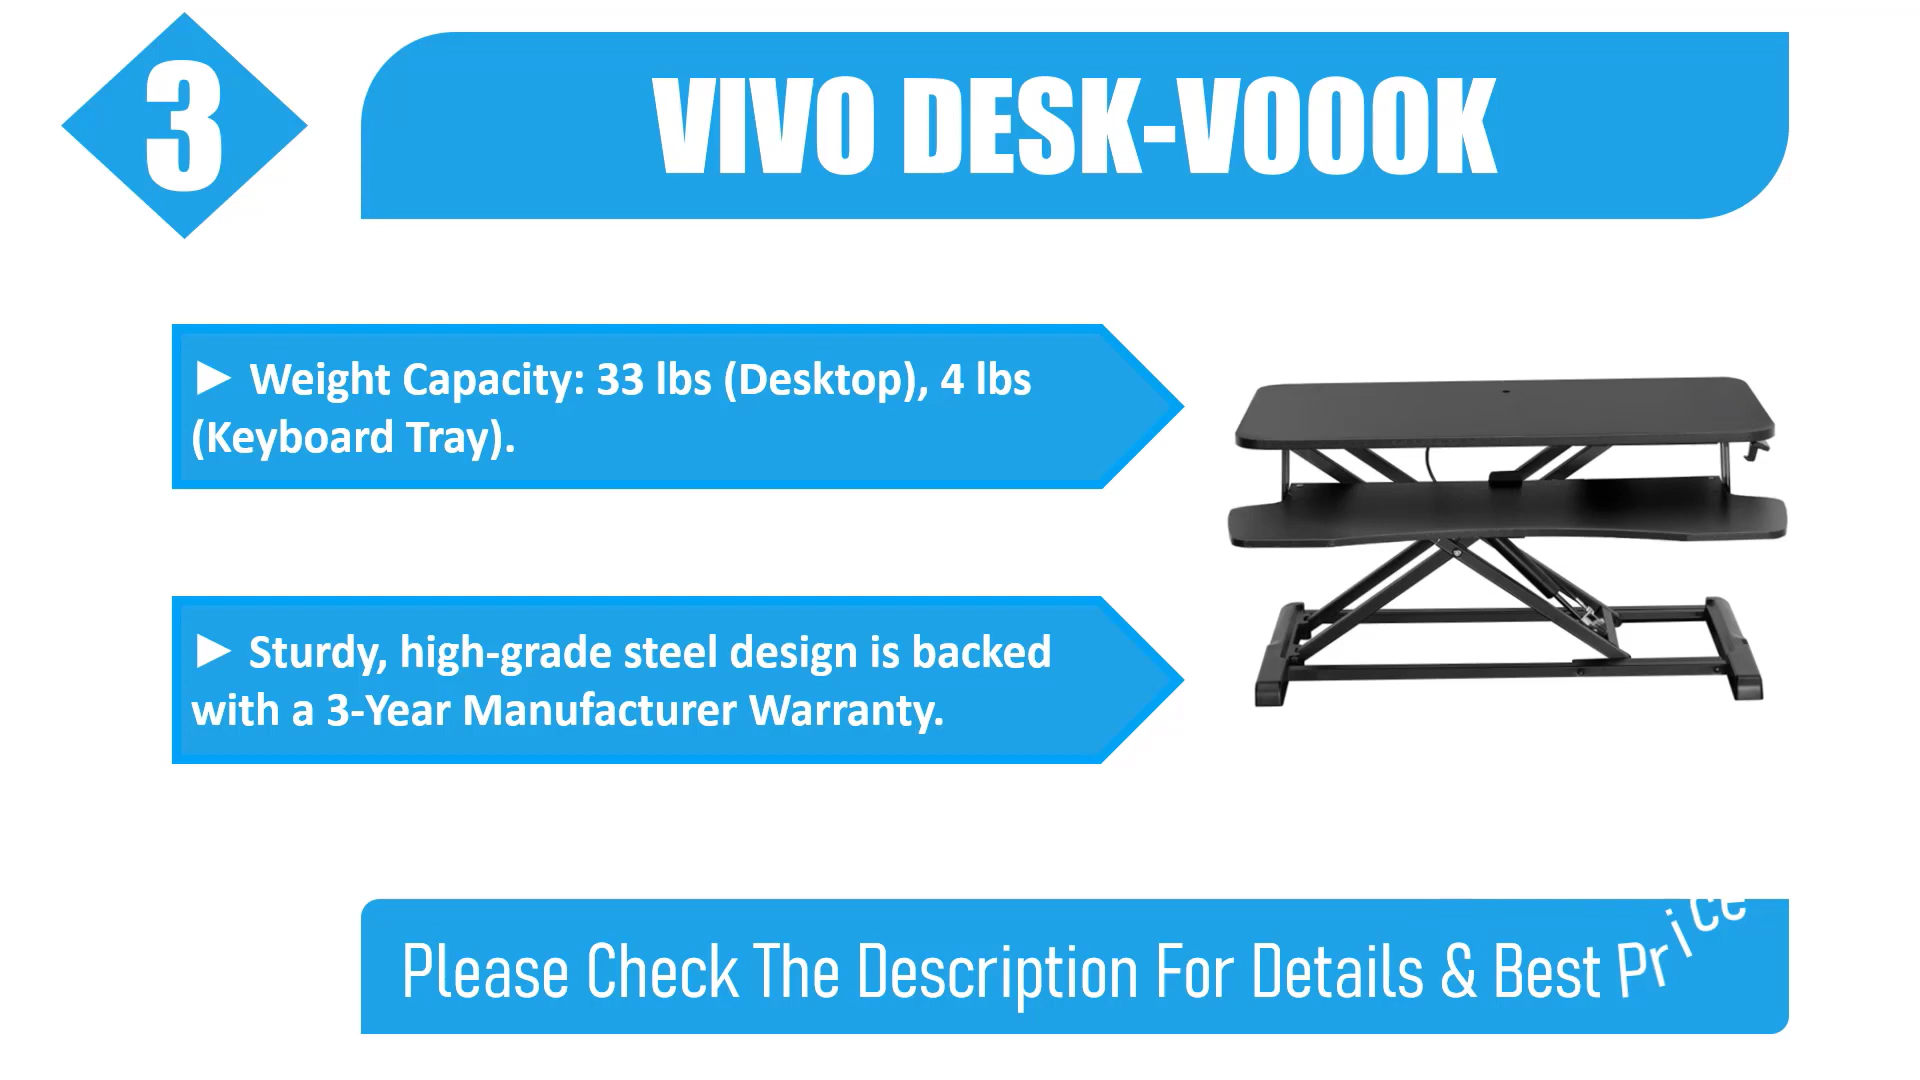 3
VIVO DESK-V000K
► Weight Capacity: 33 lbs (Desktop), 4 lbs
(Keyboard Tray).
► Sturdy, high-grade steel design is backed
with a 3-Year Manufacturer Warranty.
Please Check The Description For Details & Best Price